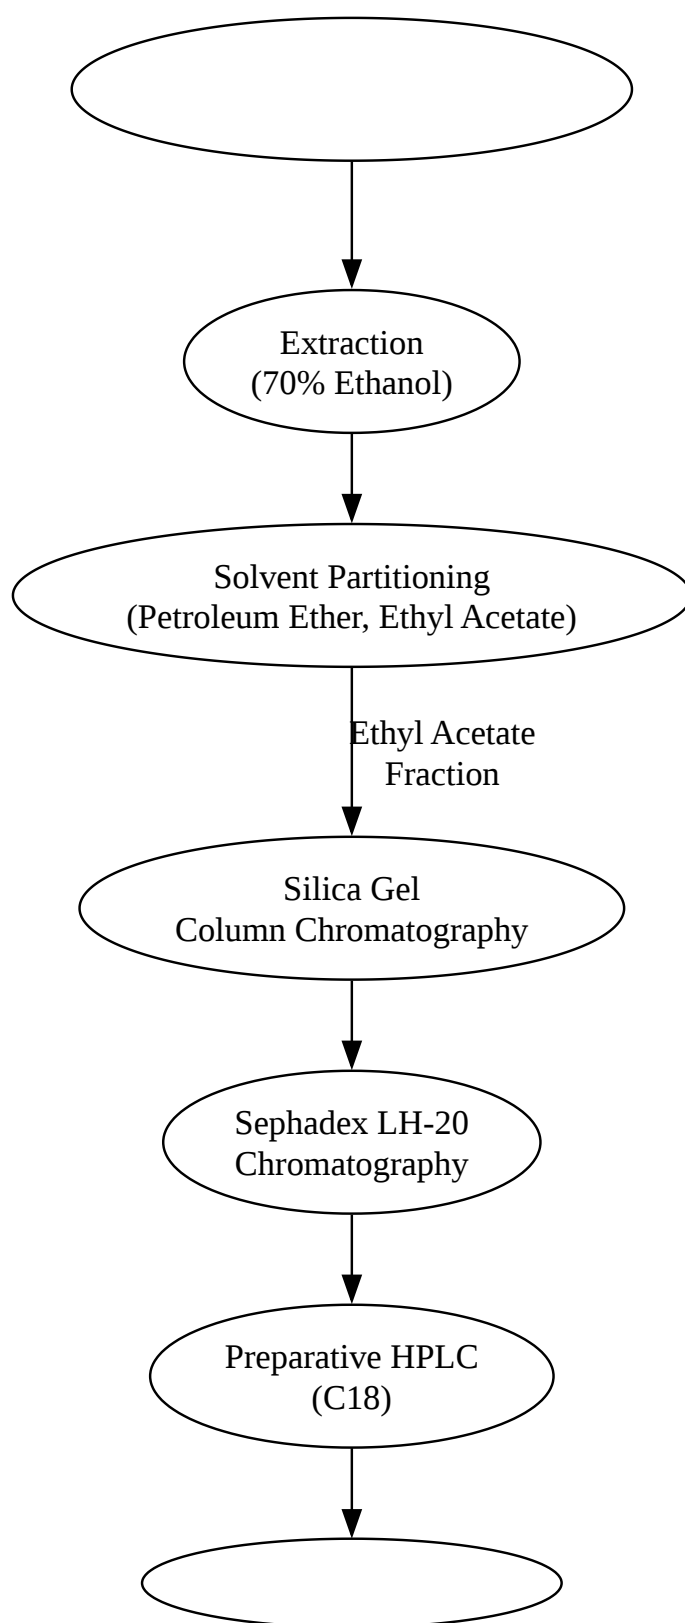 Extraction
(70% Ethanol)
Solvent Partitioning
(Petroleum Ether, Ethyl Acetate)
Ethyl Acetate
Fraction
Silica Gel
Column Chromatography
Sephadex LH-20
Chromatography
Preparative HPLC
(C18)